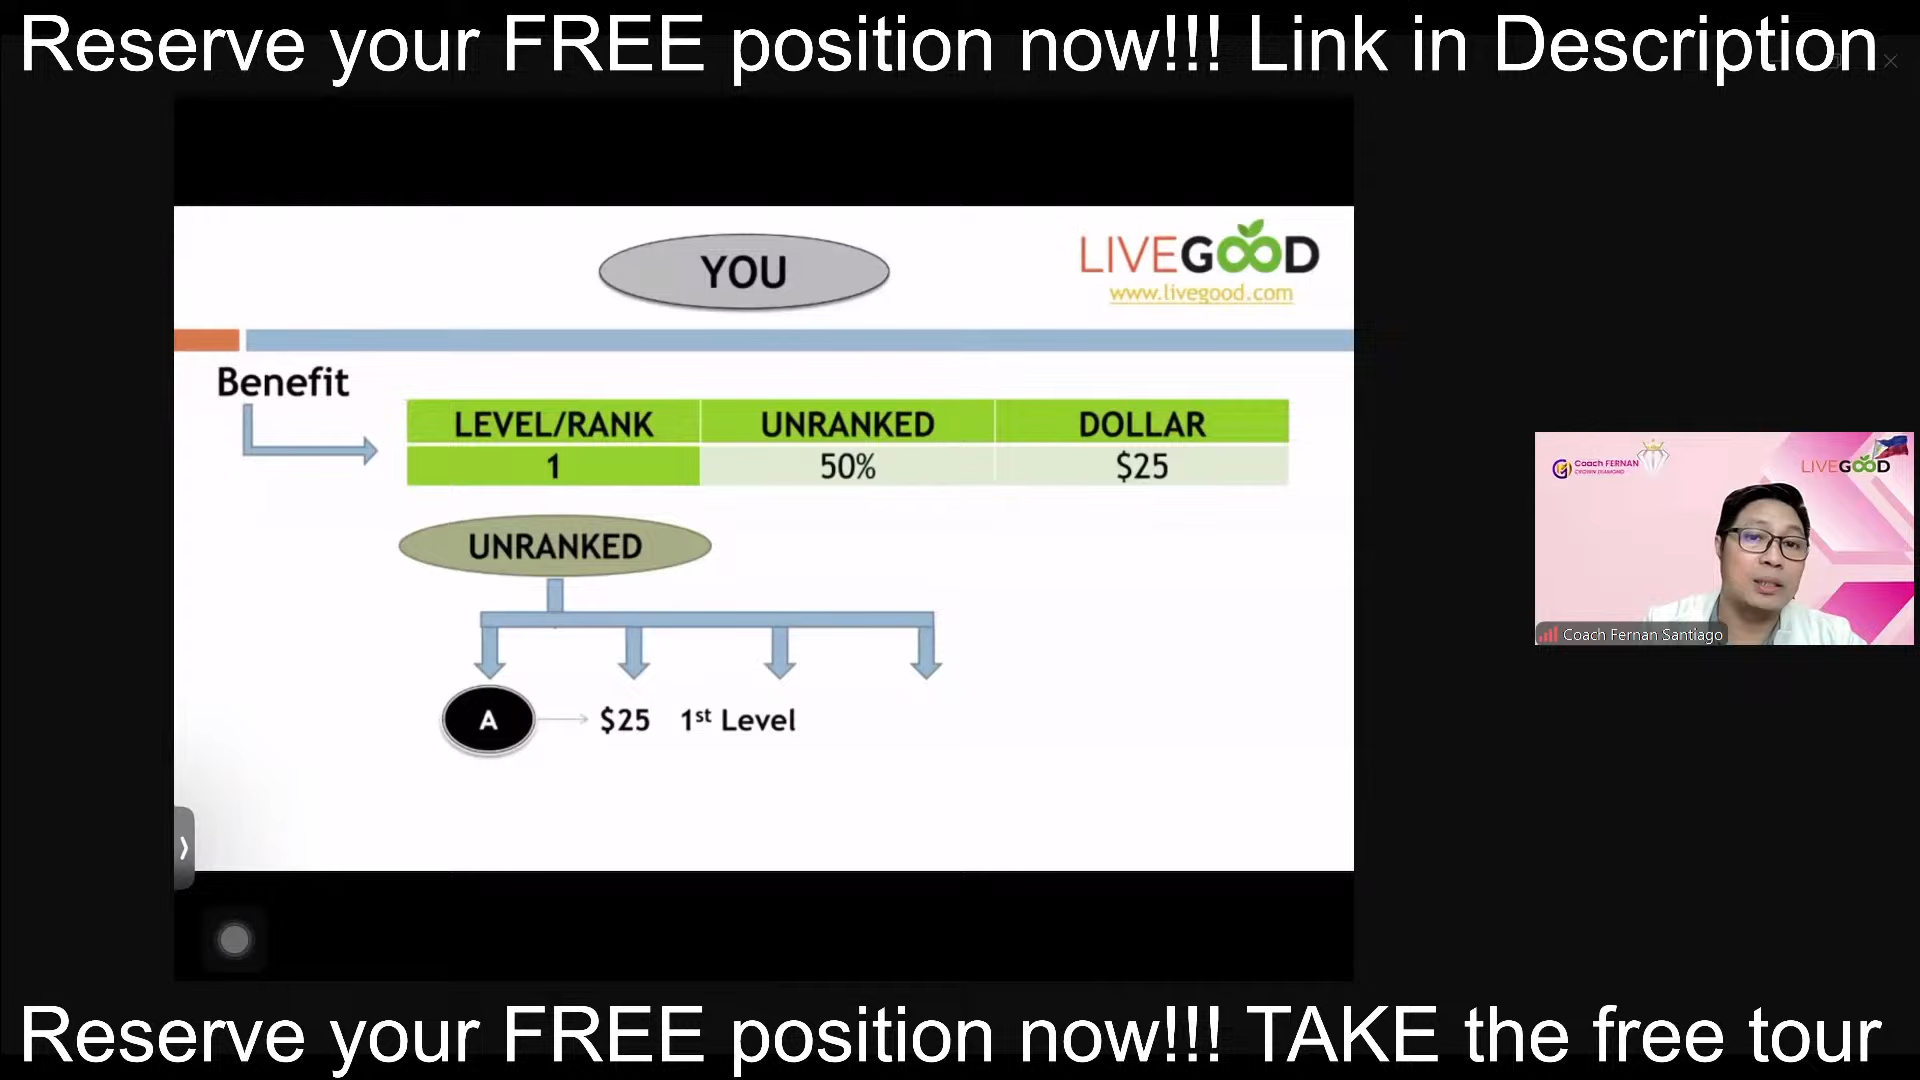 Reserve your FREE position now!!! Link in Description
YOU
LIVEGOOD
www.livegood.com
Benefit
LEVEL/RANK UNRANKED DOLLAR
1 50% $25
UNRANKED
A $25 1st Level
Coach FERNAN
CROWN DIAMOND
LIVEGOOD
Coach Fernan Santiago
Reserve your FREE position now!!! TAKE the free tour